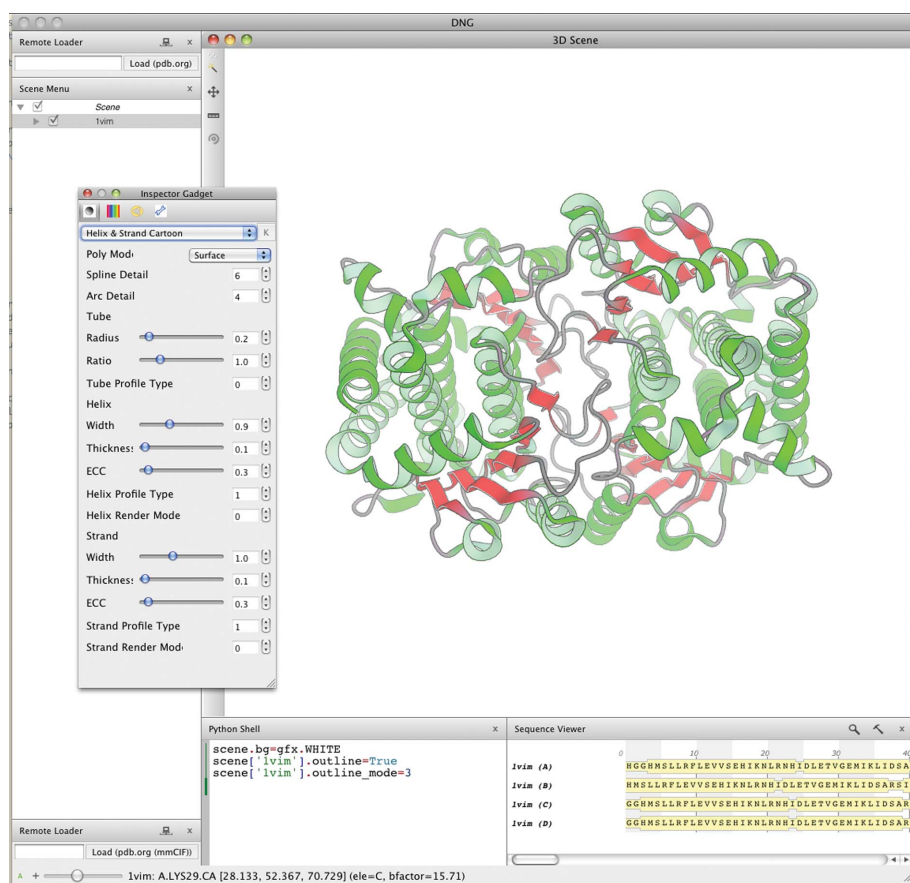 DNG
Remote Loader x
Load (pdb.org)
Scene Menu x
Scene
1vim
3D Scene
Inspector Gadget
Helix & Strand Cartoon K
Poly Mod Surface
Spline Detail 6
Arc Detail 4
Tube
Radius 0.2
Ratio 1.0
Tube Profile Type 0
Helix
Width 0.9
Thicknes 0.1
ECC 0.3
Helix Profile Type 1
Helix Render Mode 0
Strand
Width 1.0
Thicknes 0.1
ECC 0.3
Strand Profile Type 1
Strand Render Mod 0
Python Shell x
scene.bg=gfx.WHITE
scene['1vim'].outline=True
scene['1vim'].outline_mode=3
Sequence Viewer x
0 10 20 30 40
1vim (A) HGGHMSLLRFLEVVSEHIKNLRNHIDLETVGEMIKLIDSA
1vim (B) HMSLLRFLEVVSEHIKNLRNHIDLETVGEMIKLIDSARSI
1vim (C) GGHMSLLRFLEVVSEHIKNLRNHIDLETVGEMIKLIDSAR
1vim (D) GGHMSLLRFLEVVSEHIKNLRNHIDLETVGEMIKLIDSAR
Remote Loader x
Load (pdb.org (mmCIF))
A + 1vim: A.LYS29.CA [28.133, 52.367, 70.729] (ele=C, bfactor=15.71)